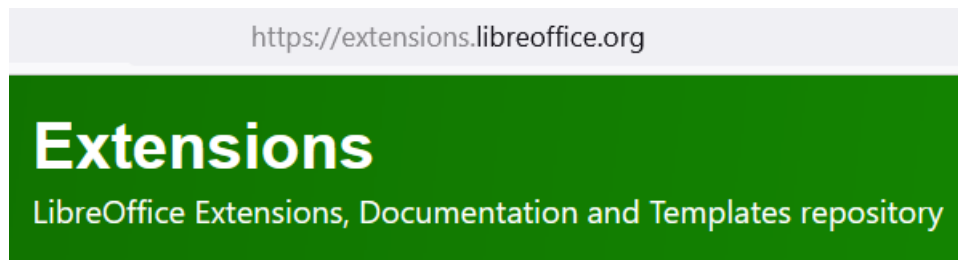 https://extensions.libreoffice.org
Extensions
LibreOffice Extensions, Documentation and Templates repository